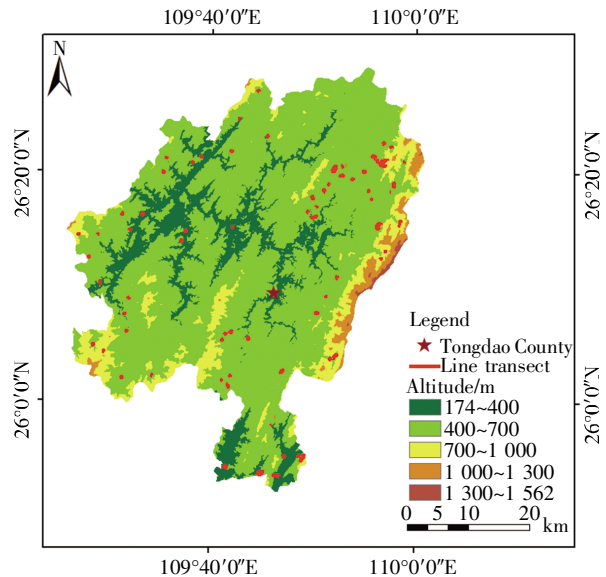 109°40′0″E 110°0′0″E
N
26°20′0″N 26°20′0″N
26°0′0″N 26°0′0″N
Legend
Tongdao County
Line transect
Altitude/m
174~400
400~700
700~1 000
1 000~1 300
1 300~1 562
0 5 10 20
km
109°40′0″E 110°0′0″E